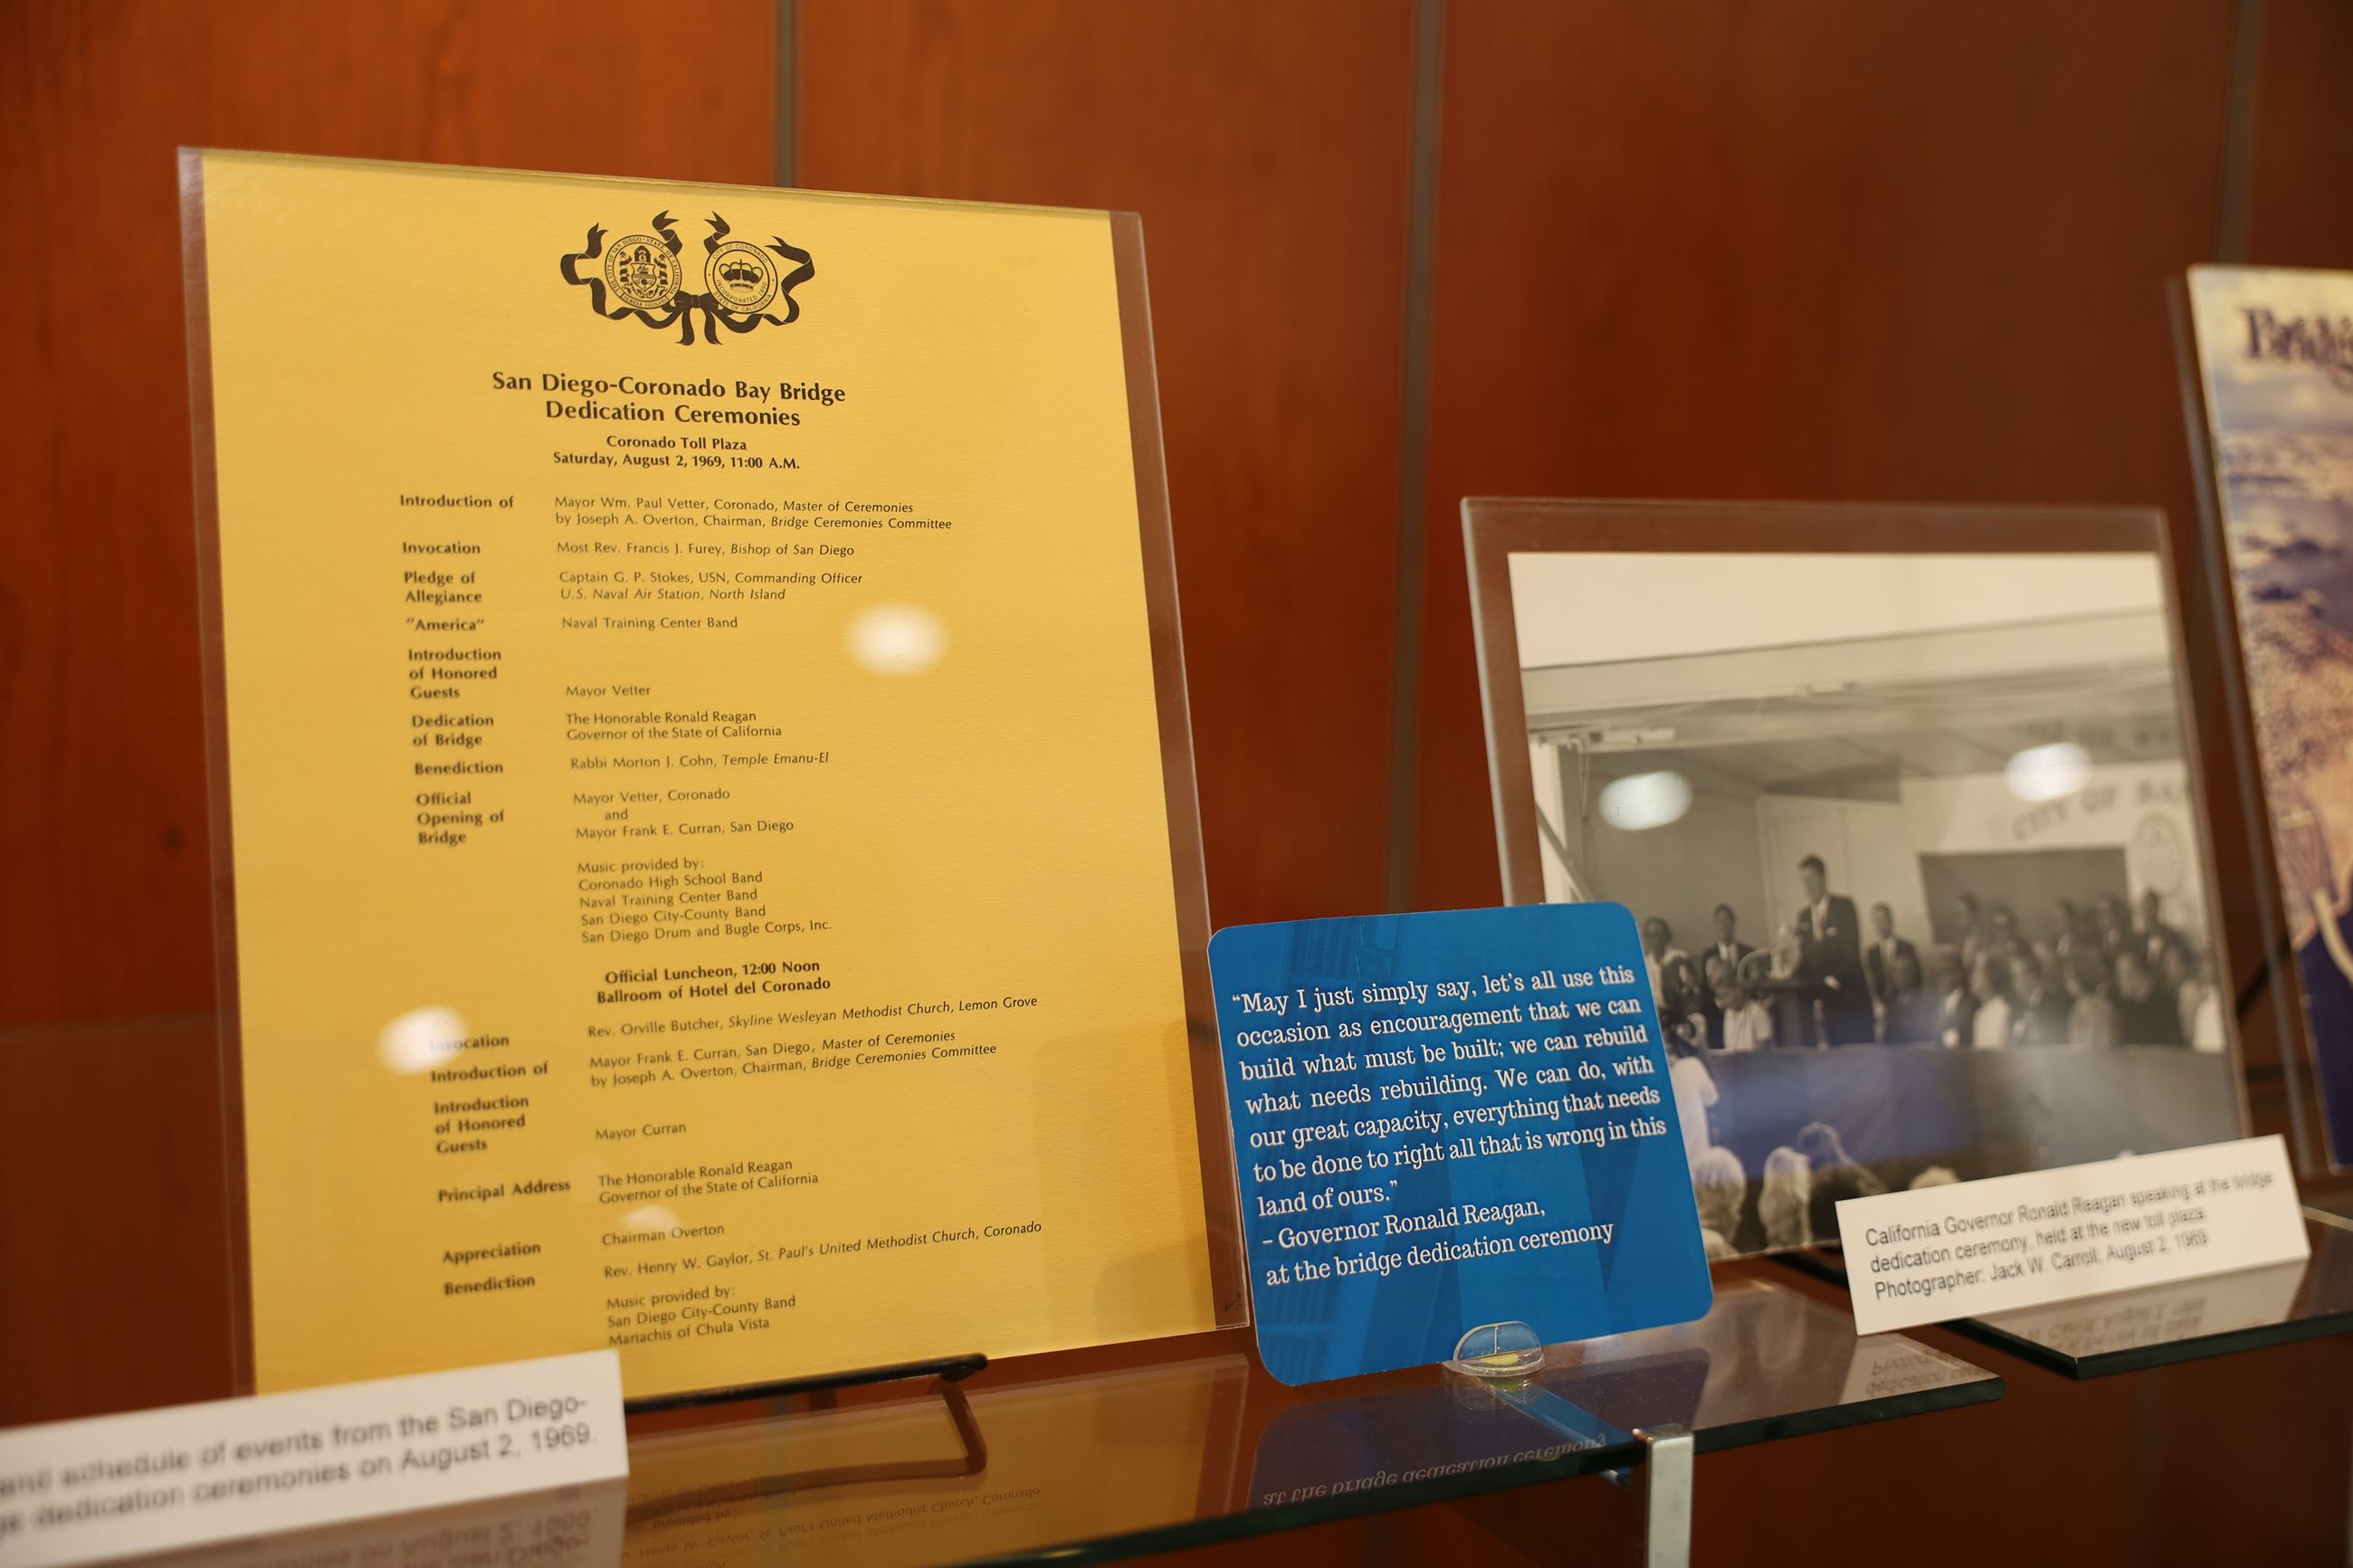 San Diego-Coronado Bay Bridge
Dedication Ceremonies
Coronado Toll Plaza
Saturday, August 2, 1969, 11:00 A.M.
Introduction of Mayor Wm. Paul Vetter, Coronado, Master of Ceremonies
by Joseph A. Overton, Chairman, Bridge Ceremonies Committee
Invocation Most Rev. Francis J. Furey, Bishop of San Diego
Pledge of Captain G. P. Stokes, USN, Commanding Officer
Allegiance U.S. Naval Air Station, North Island
"America" Naval Training Center Band
Introduction
of Honored
Guests Mayor Vetter
Dedication The Honorable Ronald Reagan
of Bridge Governor of the State of California
Benediction Rabbi Morton J. Cohn, Temple Emanu-El
Official Mayor Vetter, Coronado
Opening of and
Bridge Mayor Frank E. Curran, San Diego
Music provided by:
Coronado High School Band
Naval Training Center Band
San Diego City-County Band
San Diego Drum and Bugle Corps, Inc.
Official Luncheon, 12:00 Noon
Ballroom of Hotel del Coronado
Invocation Rev. Orville Butcher, Skyline Wesleyan Methodist Church, Lemon Grove
Introduction of Mayor Frank E. Curran, San Diego, Master of Ceremonies
by Joseph A. Overton, Chairman, Bridge Ceremonies Committee
Introduction
of Honored
Guests Mayor Curran
Principal Address The Honorable Ronald Reagan
Governor of the State of California
Appreciation Chairman Overton
Benediction Rev. Henry W. Gaylor, St. Paul's United Methodist Church, Coronado
Music provided by:
San Diego City-County Band
Mariachis of Chula Vista
and schedule of events from the San Diego-
dedication ceremonies on August 2, 1969.
"May I just simply say, let's all use this
occasion as encouragement that we can
build what must be built; we can rebuild
what needs rebuilding. We can do, with
our great capacity, everything that needs
to be done to right all that is wrong in this
land of ours."
– Governor Ronald Reagan,
at the bridge dedication ceremony
CITY OF
California Governor Ronald Reagan speaking at the bridge
dedication ceremony, held at the new toll plaza.
Photographer: Jack W. Carroll, August 2, 1969